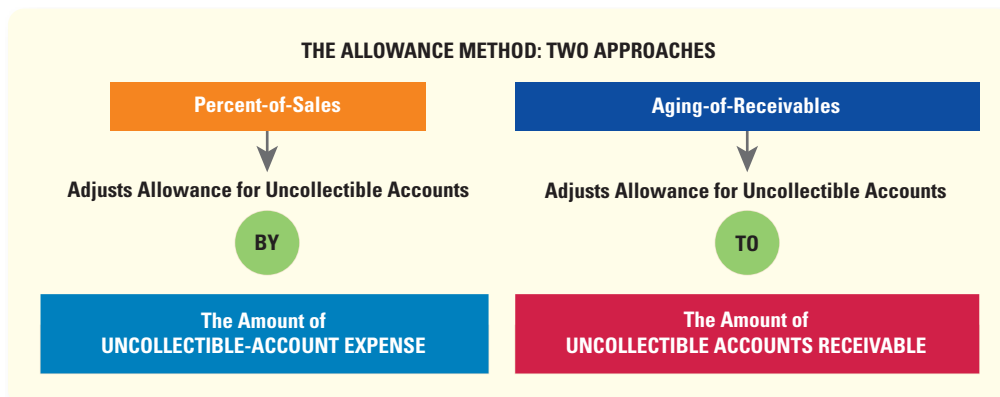 THE ALLOWANCE METHOD: TWO APPROACHES
Percent-of-Sales
Adjusts Allowance for Uncollectible Accounts
BY
The Amount of
UNCOLLECTIBLE-ACCOUNT EXPENSE
Aging-of-Receivables
Adjusts Allowance for Uncollectible Accounts
TO
The Amount of
UNCOLLECTIBLE ACCOUNTS RECEIVABLE